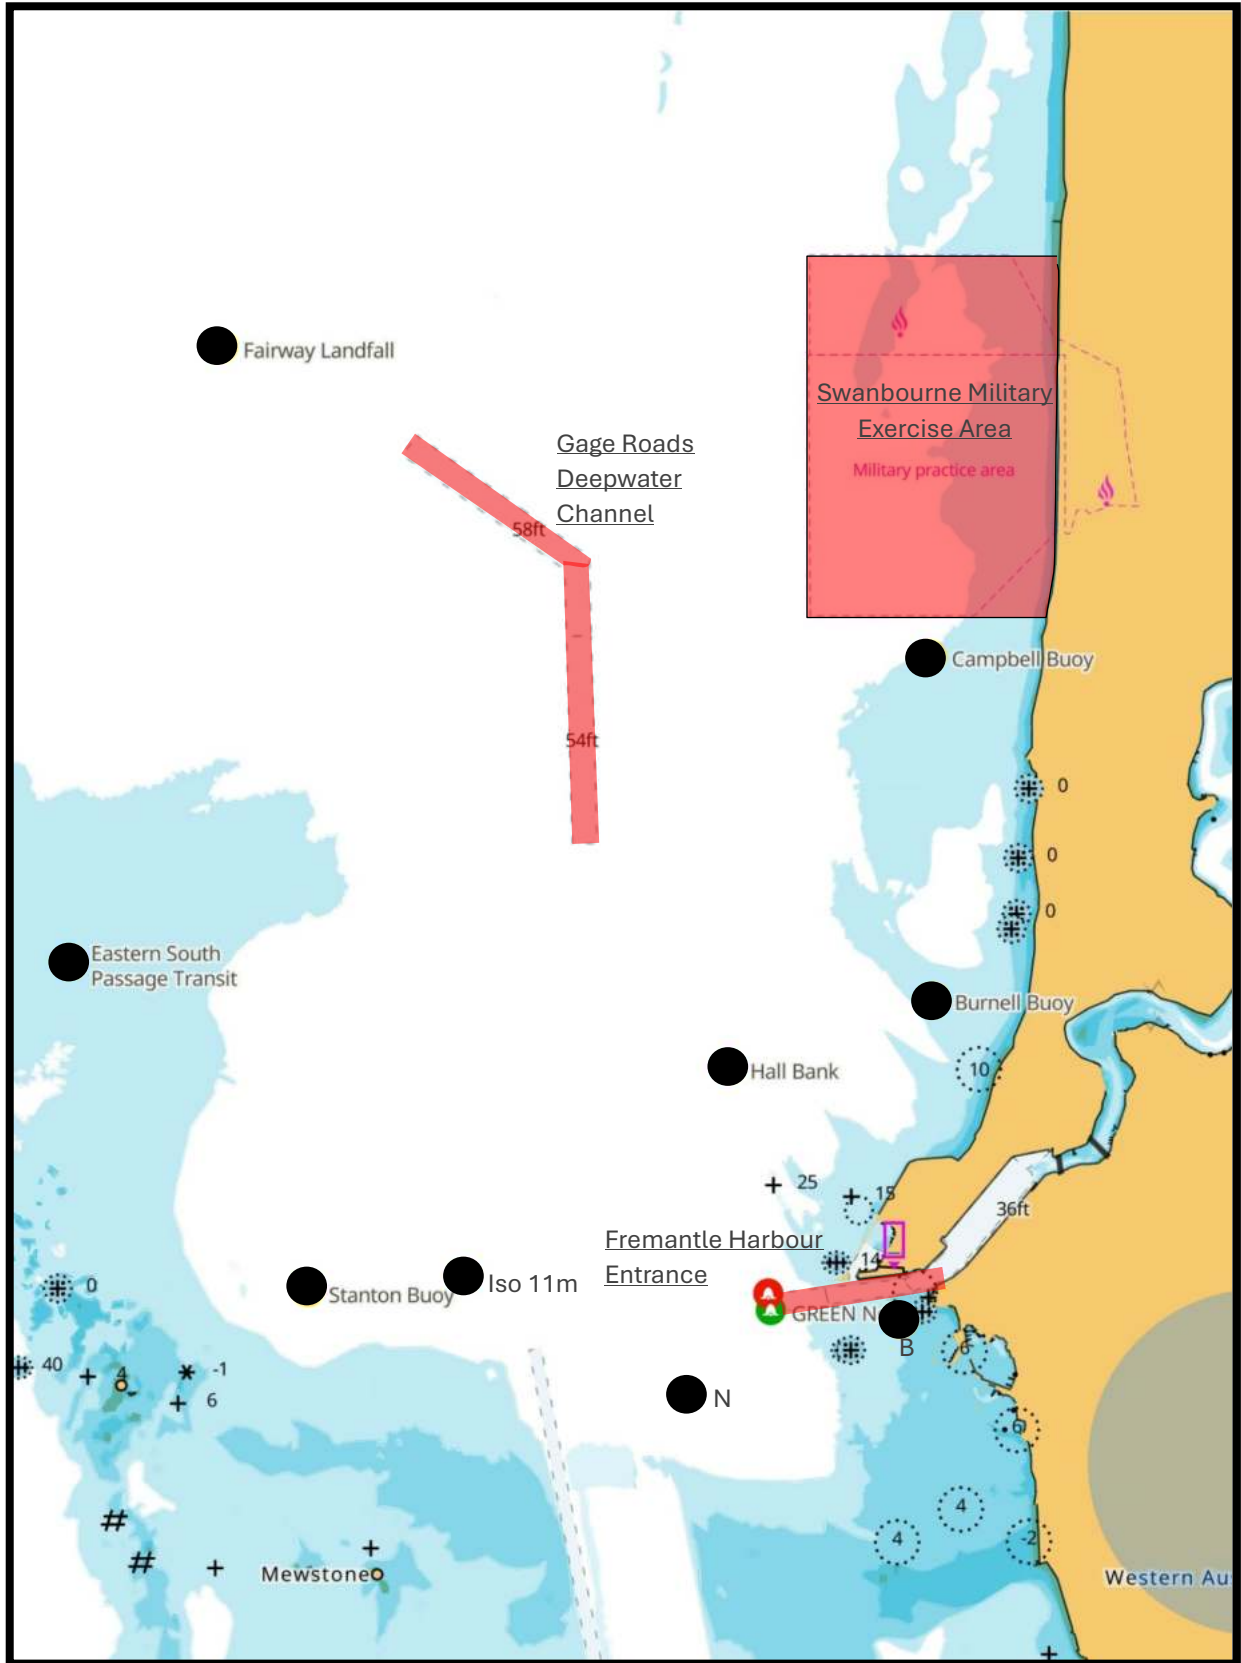 Fairway Landfall
Swanbourne Military
Exercise Area
Military practice area
Gage Roads
Deepwater
Channel
58ft
54ft
Campbell Buoy
0
0
0
Eastern South
Passage Transit
Burnell Buoy
10
Hall Bank
25
15
36ft
Fremantle Harbour
Entrance
14
0
Stanton Buoy
Iso 11m
GREEN N
B
6
40
4
-1
6
N
6
4
4
-2
Mewstone
Western Au